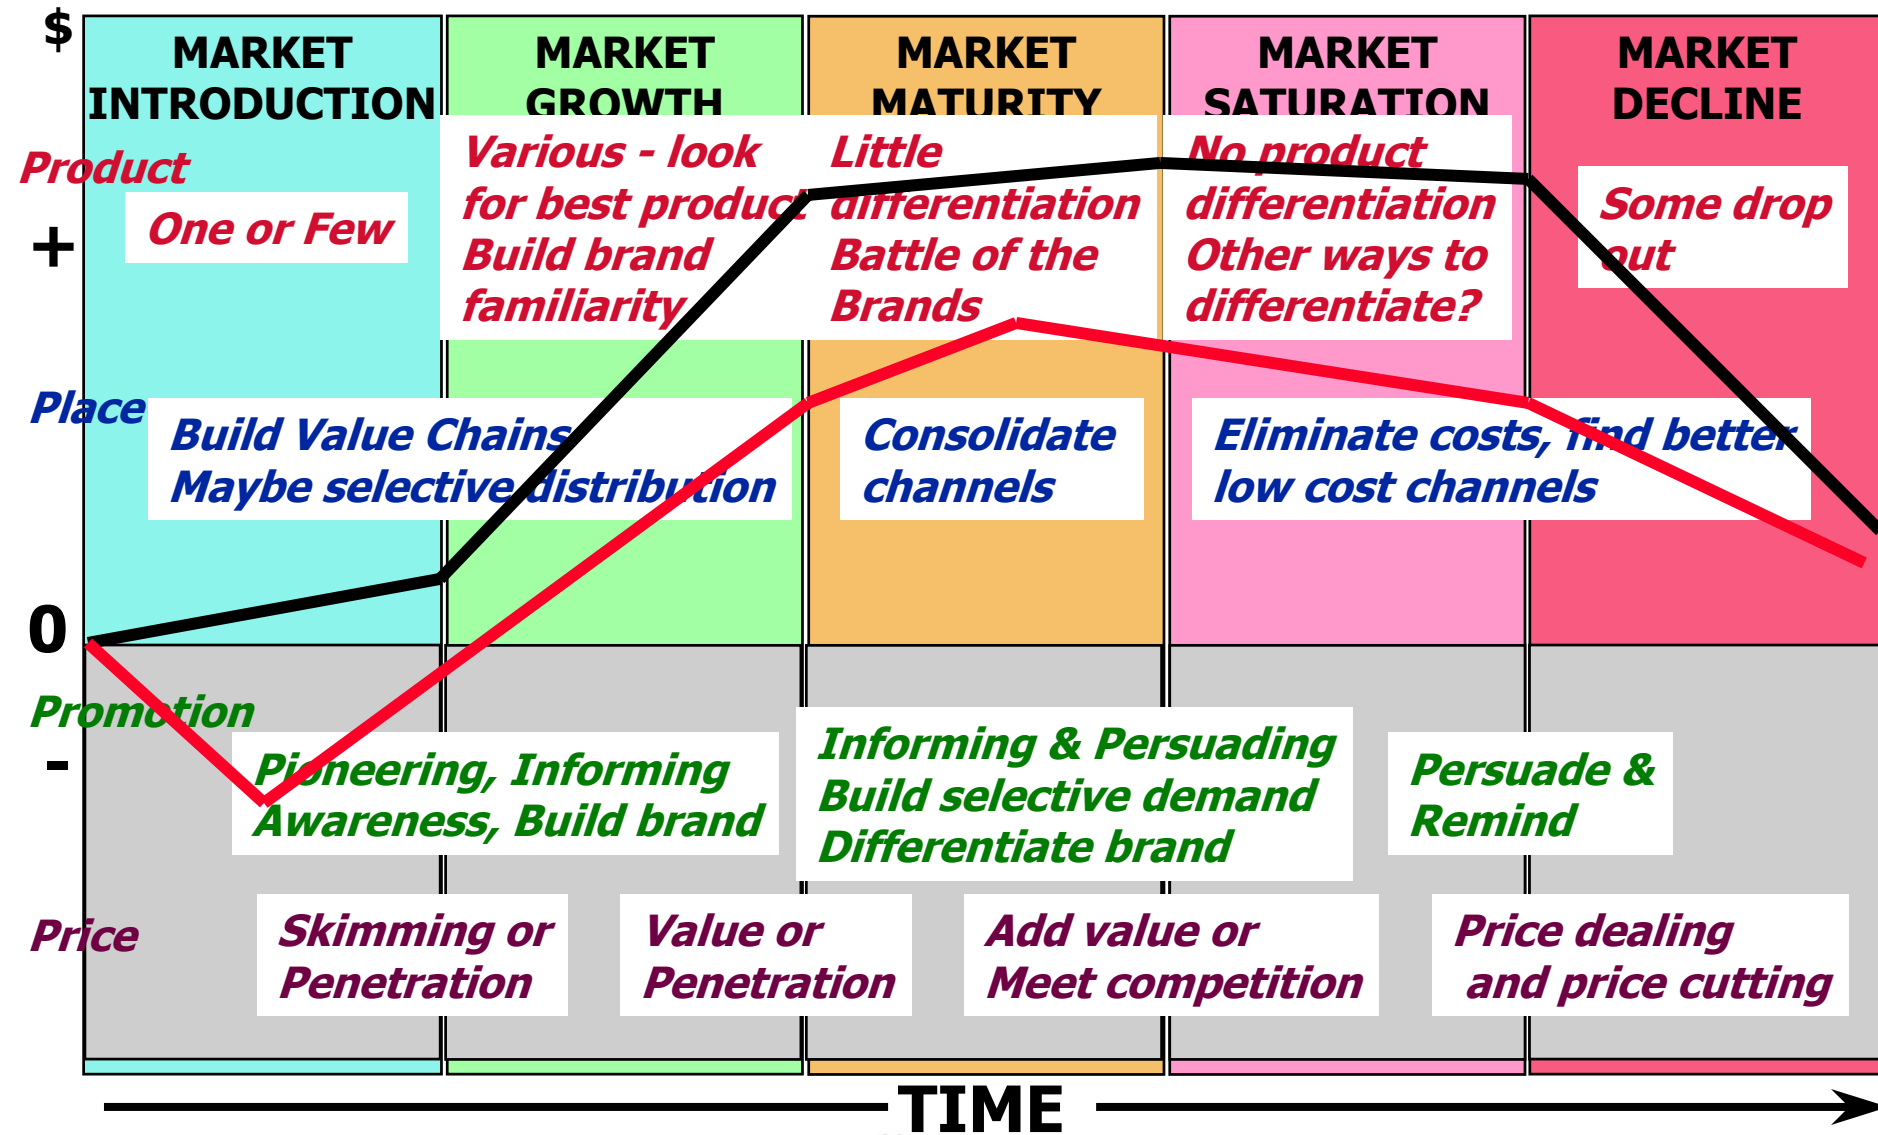 $
MARKET
INTRODUCTION
MARKET
GROWTH
MARKET
MATURITY
MARKET
SATURATION
MARKET
DECLINE
Product
+
One or Few
Various - look
for best product
Build brand
familiarity
Little
differentiation
Battle of the
Brands
No product
differentiation
Other ways to
differentiate?
Some drop
out
Place
Build Value Chains
Maybe selective distribution
Consolidate
channels
Eliminate costs, find better
low cost channels
0
Promotion
-
Pioneering, Informing
Awareness, Build brand
Informing & Persuading
Build selective demand
Differentiate brand
Persuade &
Remind
Price
Skimming or
Penetration
Value or
Penetration
Add value or
Meet competition
Price dealing
and price cutting
TIME